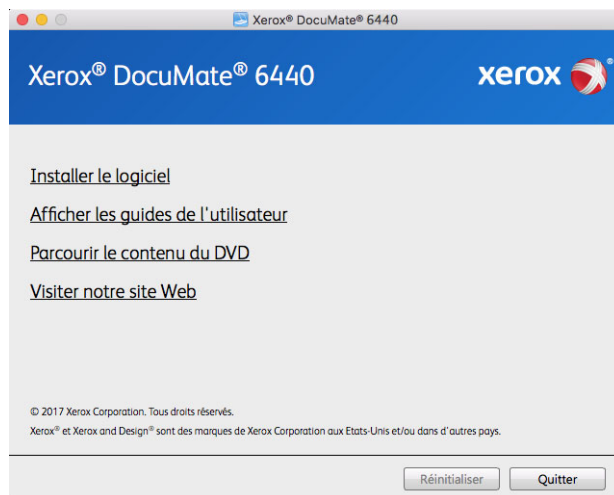 Xerox® DocuMate® 6440
Xerox® DocuMate® 6440
xerox ®
Installer le logiciel
Afficher les guides de l'utilisateur
Parcourir le contenu du DVD
Visiter notre site Web
© 2017 Xerox Corporation. Tous droits réservés.
Xerox® et Xerox and Design® sont des marques de Xerox Corporation aux Etats-Unis et/ou dans d'autres pays.
Réinitialiser
Quitter